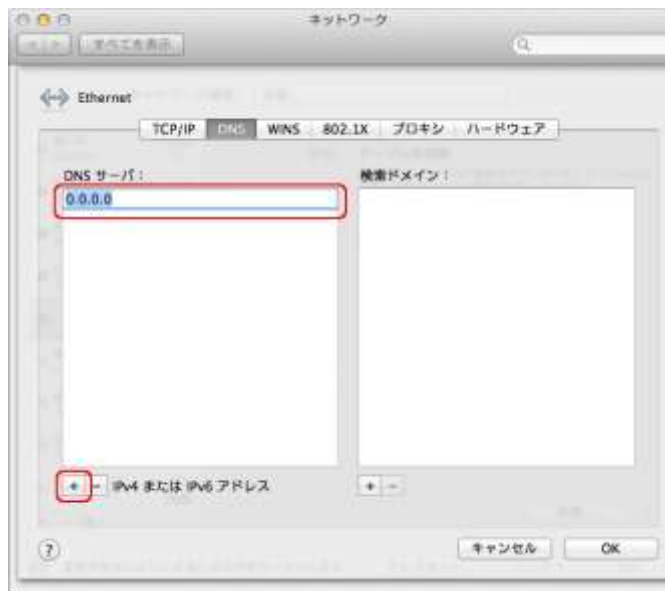 ネットワーク
すべてを表示
Ethernet
TCP/IP DNS WINS 802.1X プロキシ ハードウェア
DNS サーバ： 検索ドメイン：
0.0.0.0
+ − IPv4 または IPv6 アドレス + −
? キャンセル OK